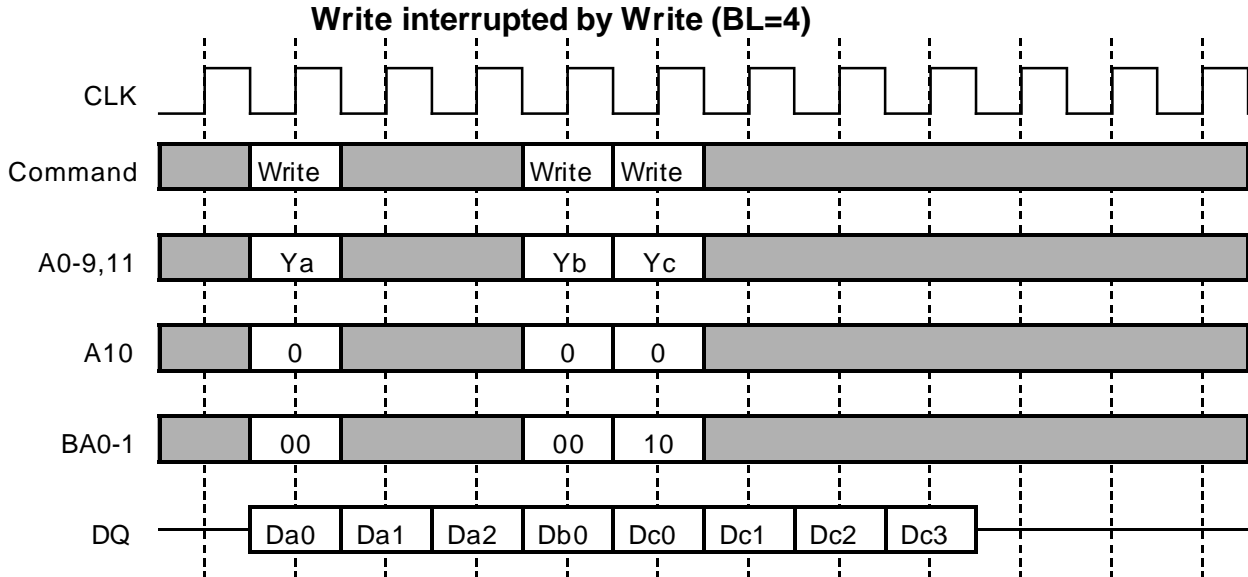 Write interrupted by Write (BL=4)
CLK
Command Write Write Write
A0-9,11 Ya Yb Yc
A10 0 0 0
BA0-1 00 00 10
DQ Da0 Da1 Da2 Db0 Dc0 Dc1 Dc2 Dc3